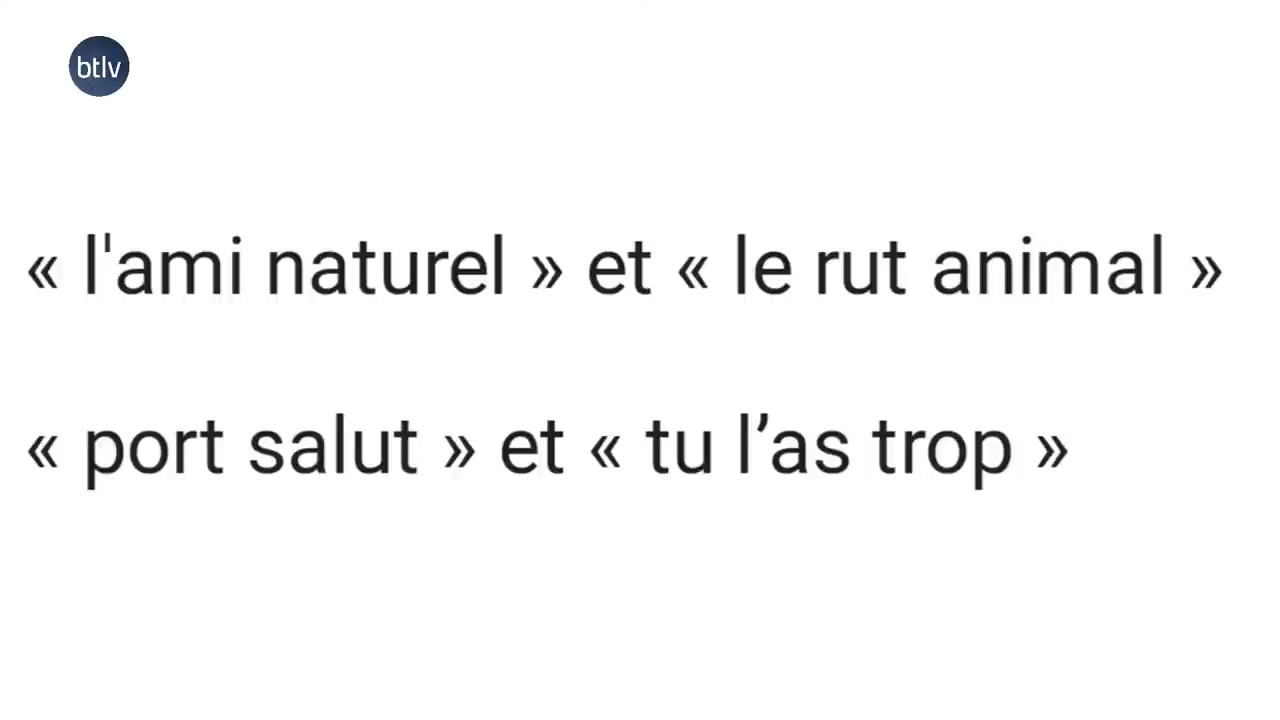 btlv
« l'ami naturel » et « le rut animal »
« port salut » et « tu l’as trop »